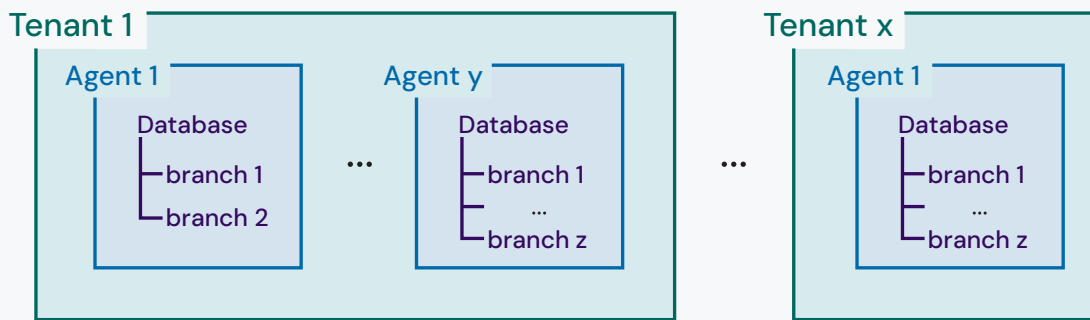 Tenant 1
Agent 1
Database
branch 1
branch 2
...
Agent y
Database
branch 1
...
branch z
...
Tenant x
Agent 1
Database
branch 1
...
branch z